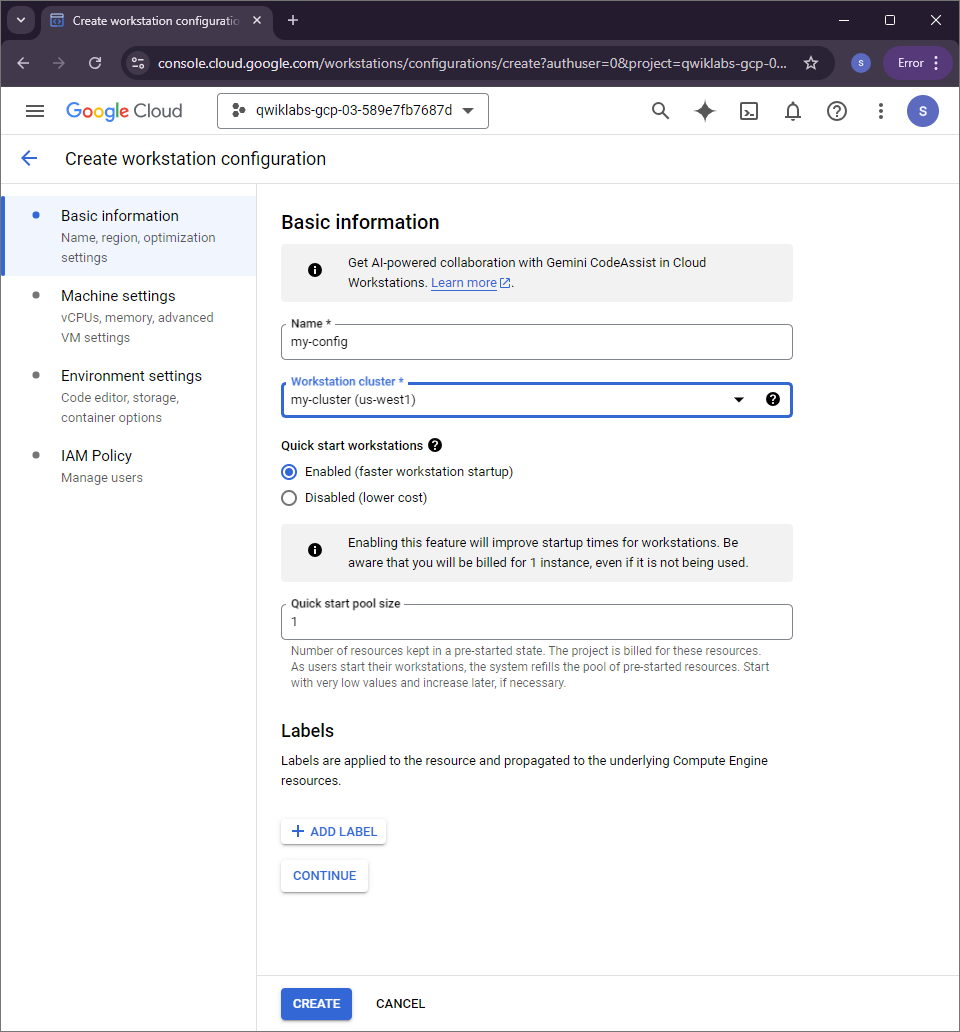 Create workstation configuratio
console.cloud.google.com/workstations/configurations/create?authuser=0&project=qwiklabs-gcp-0...
s
Error
Google Cloud
qwiklabs-gcp-03-589e7fb7687d
S
Create workstation configuration
Basic information
Name, region, optimization
settings
Machine settings
vCPUs, memory, advanced
VM settings
Environment settings
Code editor, storage,
container options
IAM Policy
Manage users
Basic information
Get AI-powered collaboration with Gemini CodeAssist in Cloud
Workstations. Learn more.
Name *
my-config
Workstation cluster *
my-cluster (us-west1)
Quick start workstations
Enabled (faster workstation startup)
Disabled (lower cost)
Enabling this feature will improve startup times for workstations. Be
aware that you will be billed for 1 instance, even if it is not being used.
Quick start pool size
1
Number of resources kept in a pre-started state. The project is billed for these resources.
As users start their workstations, the system refills the pool of pre-started resources. Start
with very low values and increase later, if necessary.
Labels
Labels are applied to the resource and propagated to the underlying Compute Engine
resources.
ADD LABEL
CONTINUE
CREATE
CANCEL